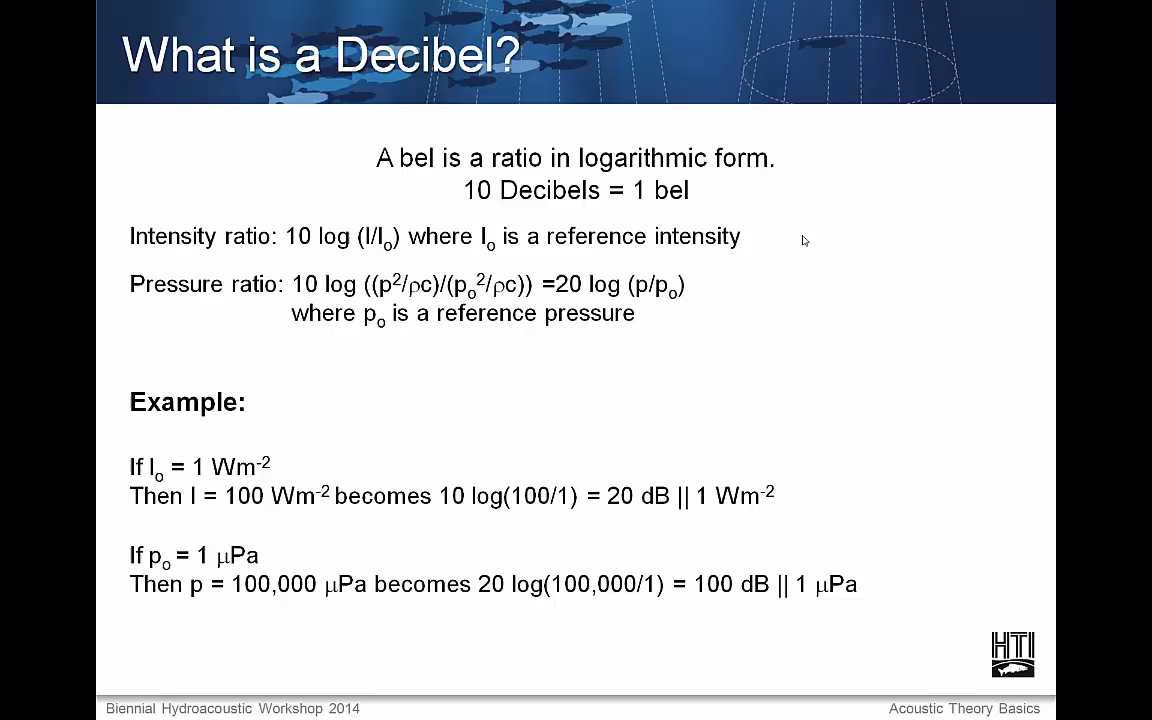 What is a Decibel?
A bel is a ratio in logarithmic form.
10 Decibels = 1 bel
Intensity ratio: 10 log (I/Iₒ) where Iₒ is a reference intensity
Pressure ratio: 10 log ((p²/ρc)/(pₒ²/ρc)) =20 log (p/pₒ)
where pₒ is a reference pressure
Example:
If Iₒ = 1 Wm⁻²
Then I = 100 Wm⁻² becomes 10 log(100/1) = 20 dB || 1 Wm⁻²
If pₒ = 1 μPa
Then p = 100,000 μPa becomes 20 log(100,000/1) = 100 dB || 1 μPa
HTI
Biennial Hydroacoustic Workshop 2014
Acoustic Theory Basics